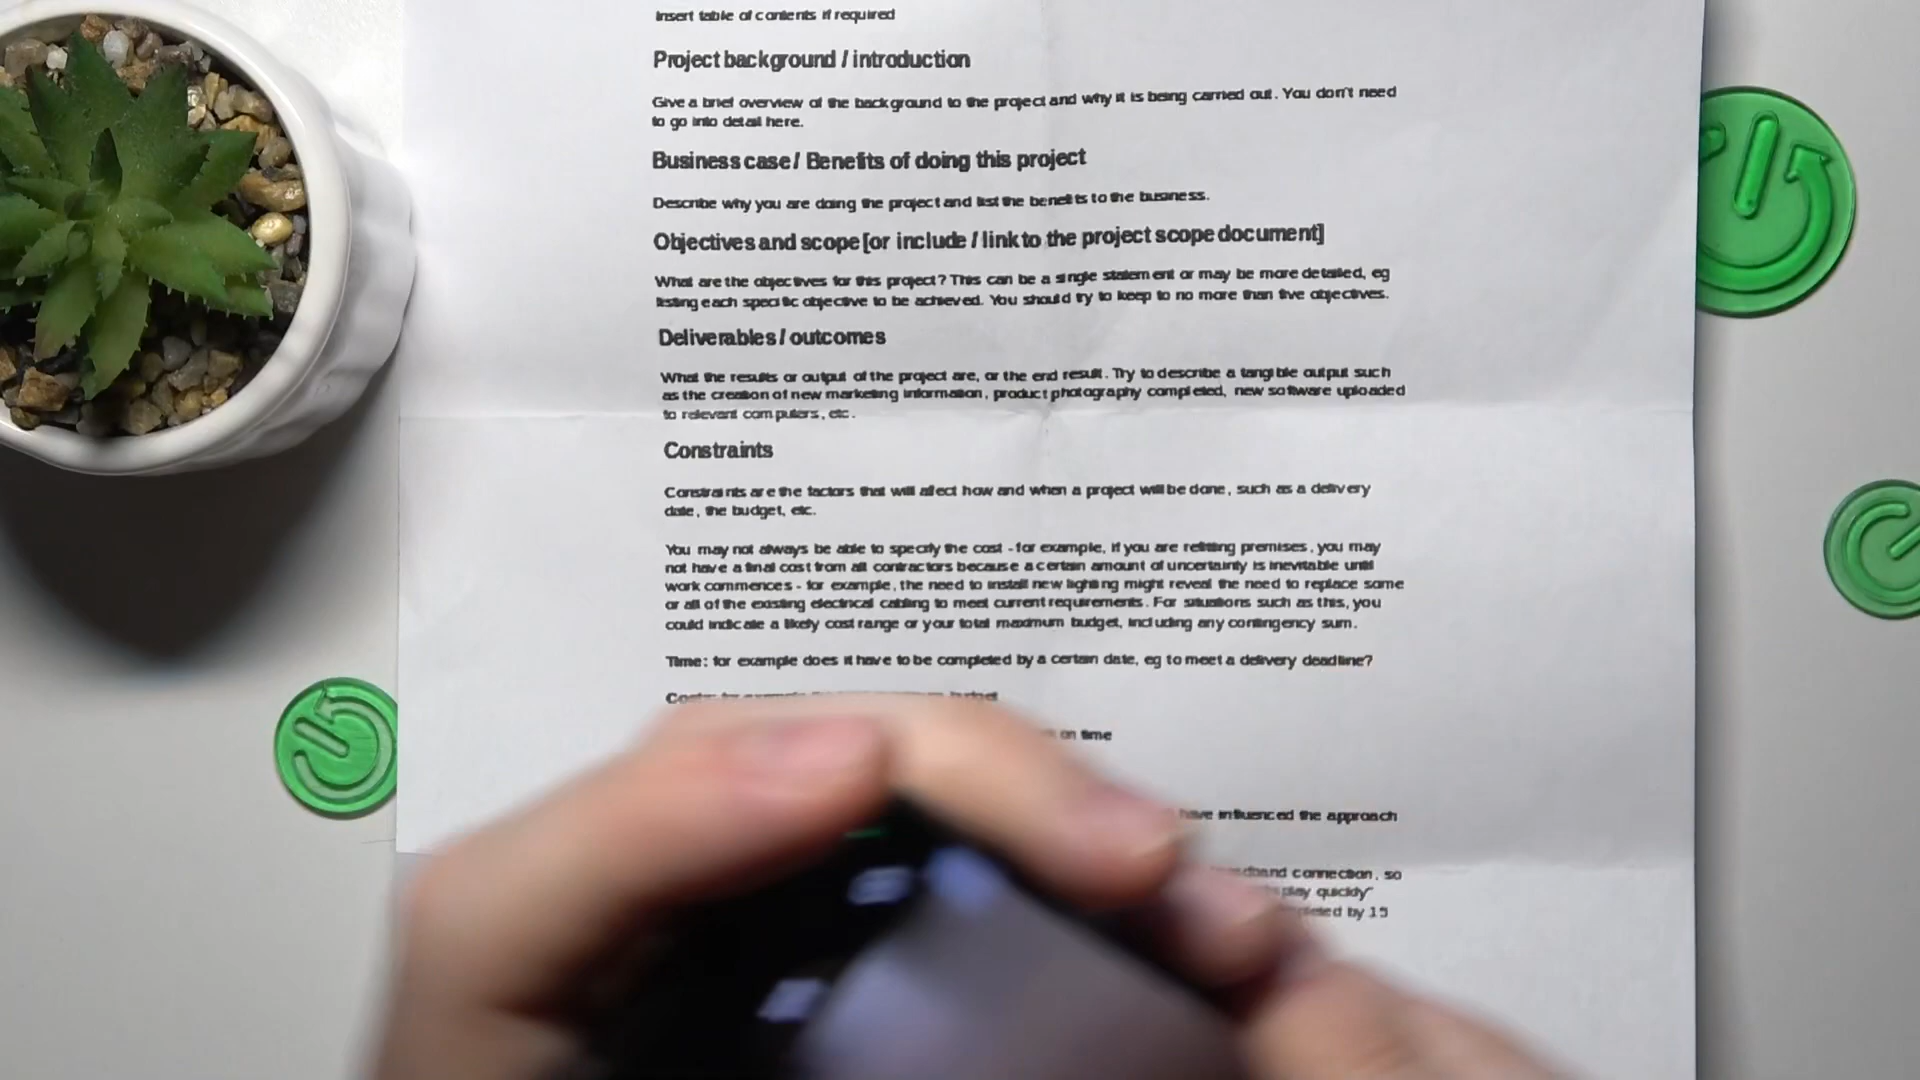 Insert table of contents if required
Project background / introduction
Give a brief overview of the background to the project and why it is being carried out. You don't need
to go into detail here.
Business case / Benefits of doing this project
Describe why you are doing the project and list the benefits to the business.
Objectives and scope [or include / link to the project scope document]
What are the objectives for this project? This can be a single statement or may be more detailed, eg
listing each specific objective to be achieved. You should try to keep to no more than five objectives.
Deliverables / outcomes
What the results or output of the project are, or the end result. Try to describe a tangible output such
as the creation of new marketing information, product photography completed, new software uploaded
to relevant computers, etc.
Constraints
Constraints are the factors that will affect how and when a project will be done, such as a delivery
date, the budget, etc.
You may not always be able to specify the cost - for example, if you are refitting premises, you may
not have a final cost from all contractors because a certain amount of uncertainty is inevitable until
work commences - for example, the need to install new lighting might reveal the need to replace some
or all of the existing electrical cabling to meet current requirements. For situations such as this, you
could indicate a likely cost range or your total maximum budget, including any contingency sum.
Time: for example does it have to be completed by a certain date, eg to meet a delivery deadline?
on time
have influenced the approach
connection, so
quickly"
by 15